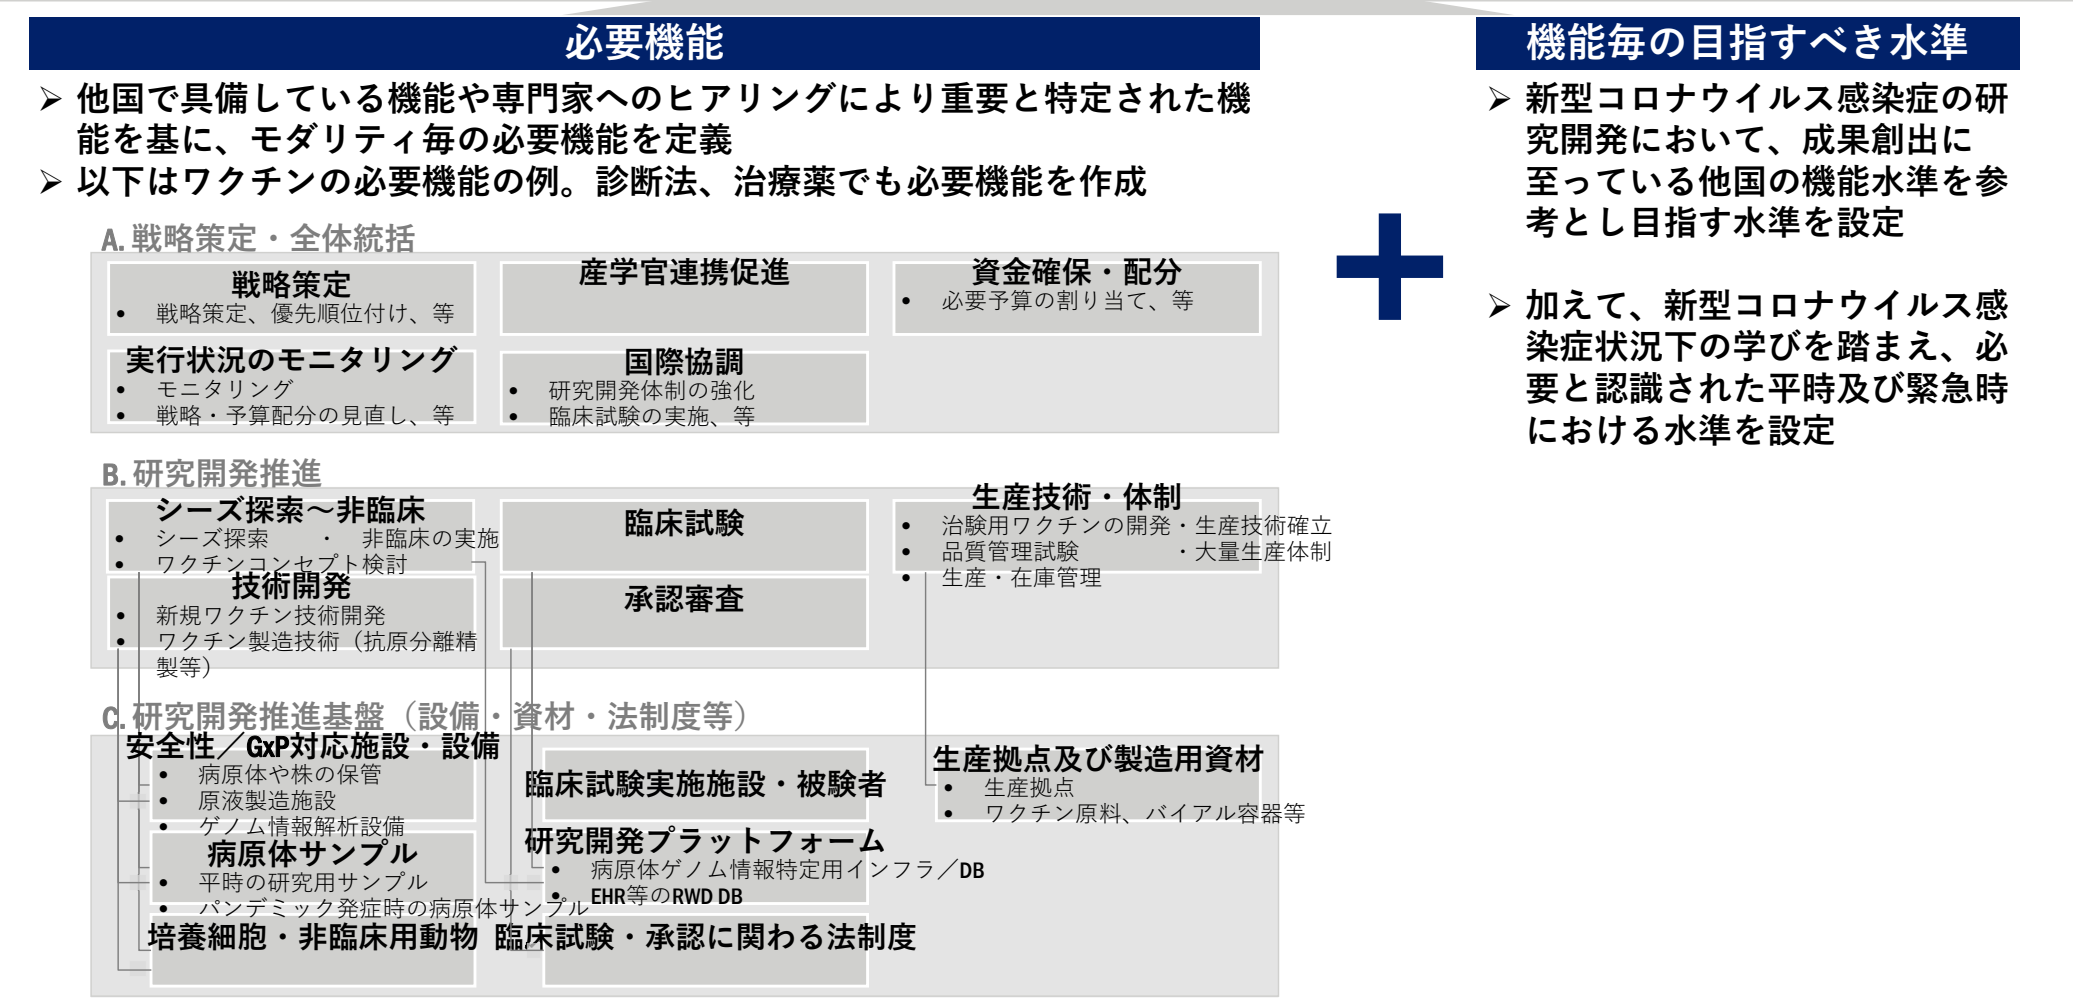 必要機能
➢ 他国で具備している機能や専門家へのヒアリングにより重要と特定された機
能を基に、モダリティ毎の必要機能を定義
➢ 以下はワクチンの必要機能の例。診断法、治療薬でも必要機能を作成
A. 戦略策定・全体統括
戦略策定
• 戦略策定、優先順位付け、等
産学官連携促進
資金確保・配分
• 必要予算の割り当て、等
実行状況のモニタリング
• モニタリング
• 戦略・予算配分の見直し、等
国際協調
• 研究開発体制の強化
• 臨床試験の実施、等
B. 研究開発推進
シーズ探索～非臨床
• シーズ探索 ・ 非臨床の実施
• ワクチンコンセプト検討
臨床試験
生産技術・体制
• 治験用ワクチンの開発・生産技術確立
• 品質管理試験 ・大量生産体制
• 生産・在庫管理
技術開発
• 新規ワクチン技術開発
• ワクチン製造技術（抗原分離精
製等）
承認審査
C. 研究開発推進基盤（設備・資材・法制度等）
安全性／GxP対応施設・設備
• 病原体や株の保管
• 原液製造施設
• ゲノム情報解析設備
臨床試験実施施設・被験者
生産拠点及び製造用資材
• 生産拠点
• ワクチン原料、バイアル容器等
病原体サンプル
• 平時の研究用サンプル
• パンデミック発症時の病原体サンプル
研究開発プラットフォーム
• 病原体ゲノム情報特定用インフラ／DB
• EHR等のRWD DB
培養細胞・非臨床用動物
臨床試験・承認に関わる法制度
機能毎の目指すべき水準
➢ 新型コロナウイルス感染症の研
究開発において、成果創出に
至っている他国の機能水準を参
考とし目指す水準を設定
➢ 加えて、新型コロナウイルス感
染症状況下の学びを踏まえ、必
要と認識された平時及び緊急時
における水準を設定